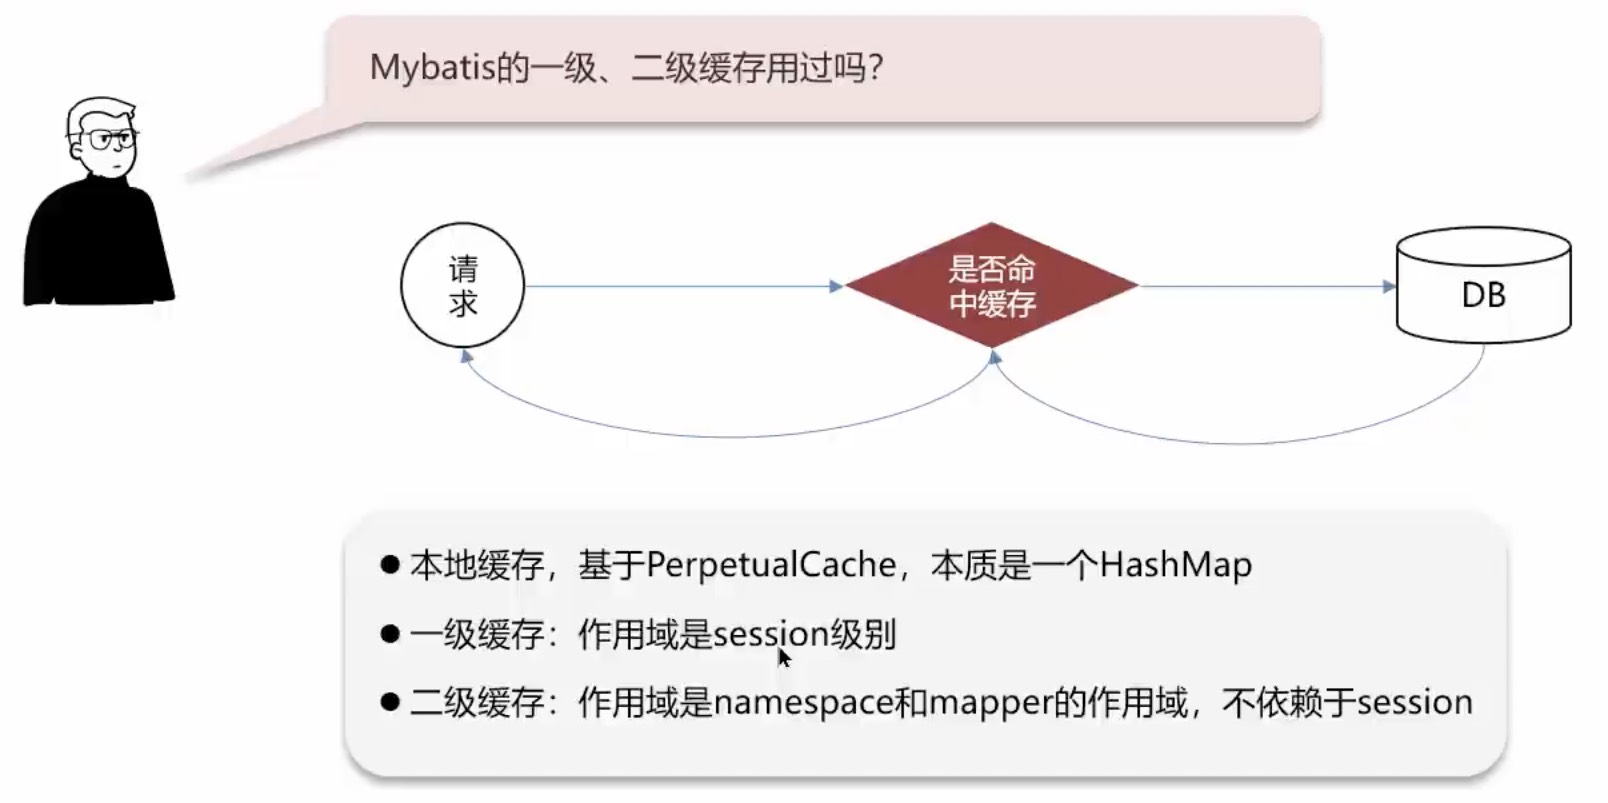 Mybatis的一级、二级缓存用过吗？
请
求
是否命
中缓存
DB
● 本地缓存，基于PerpetualCache，本质是一个HashMap
● 一级缓存：作用域是session级别
● 二级缓存：作用域是namespace和mapper的作用域，不依赖于session